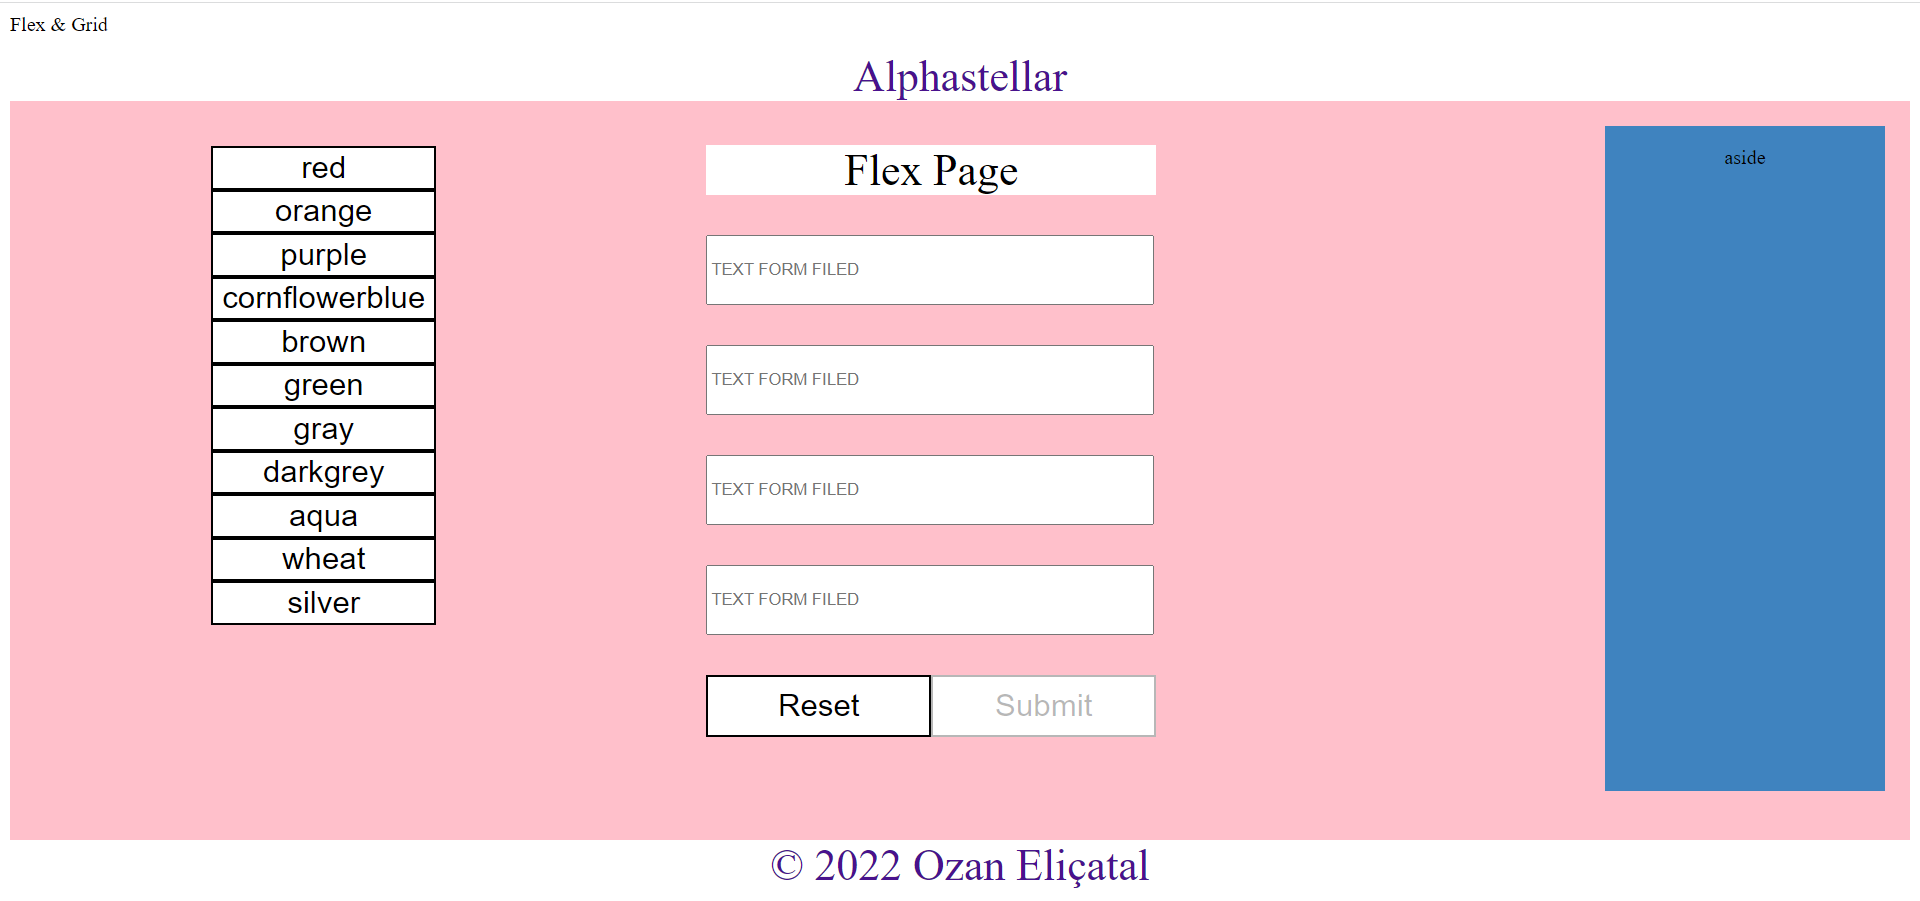 Flex & Grid
Alphastellar
red
orange
purple
cornflowerblue
brown
green
gray
darkgrey
aqua
wheat
silver
Flex Page
TEXT FORM FILED
TEXT FORM FILED
TEXT FORM FILED
TEXT FORM FILED
Reset Submit
aside
© 2022 Ozan Eliçatal